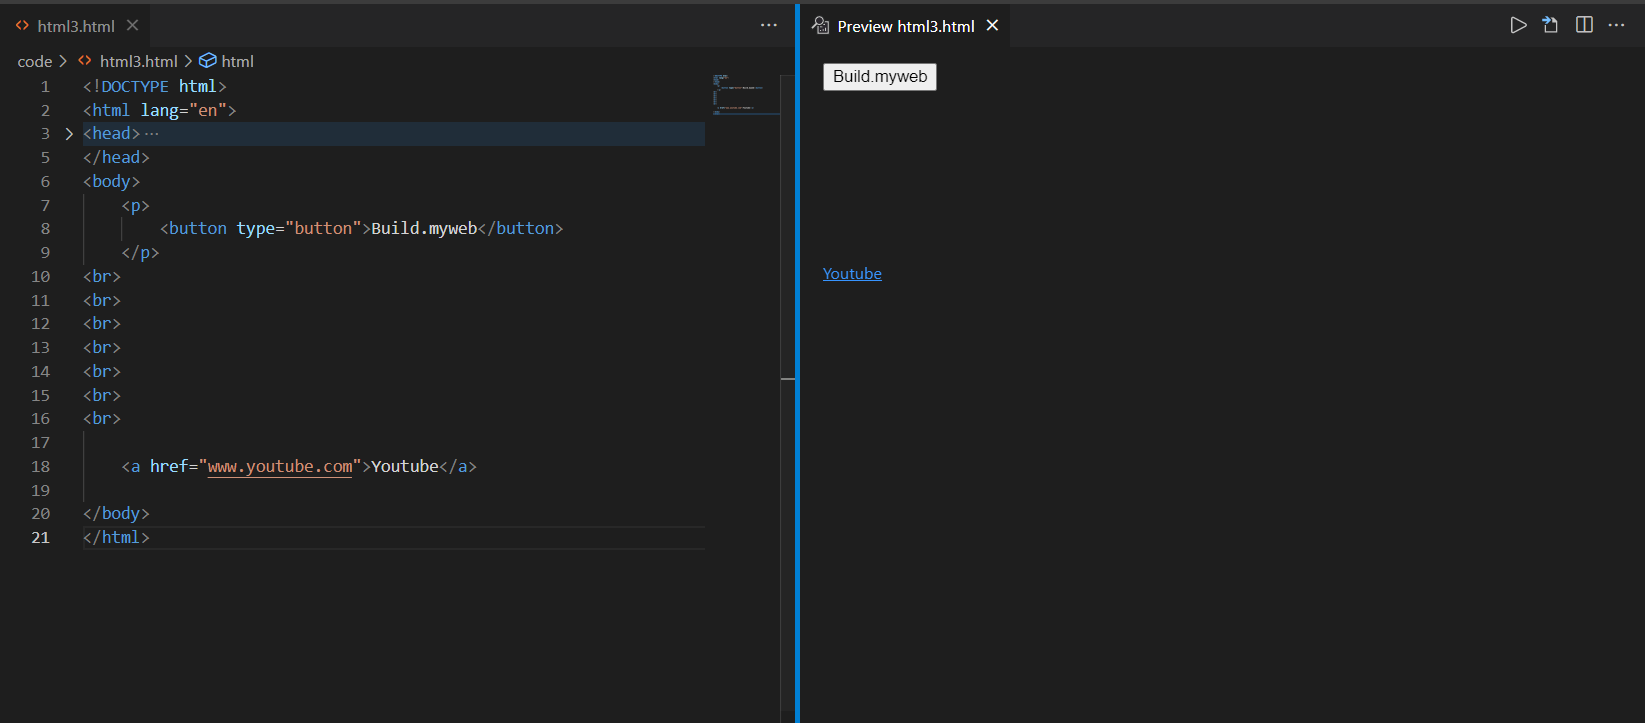 html3.html
Preview html3.html
code > html3.html > html
Build.myweb
1 <!DOCTYPE html>
2 <html lang="en">
3 <head> ···
5 </head>
6 <body>
7 <p>
8 <button type="button">Build.myweb</button>
9 </p>
10 <br>
Youtube
11 <br>
12 <br>
13 <br>
14 <br>
15 <br>
16 <br>
17
18 <a href="www.youtube.com">Youtube</a>
19
20 </body>
21 </html>